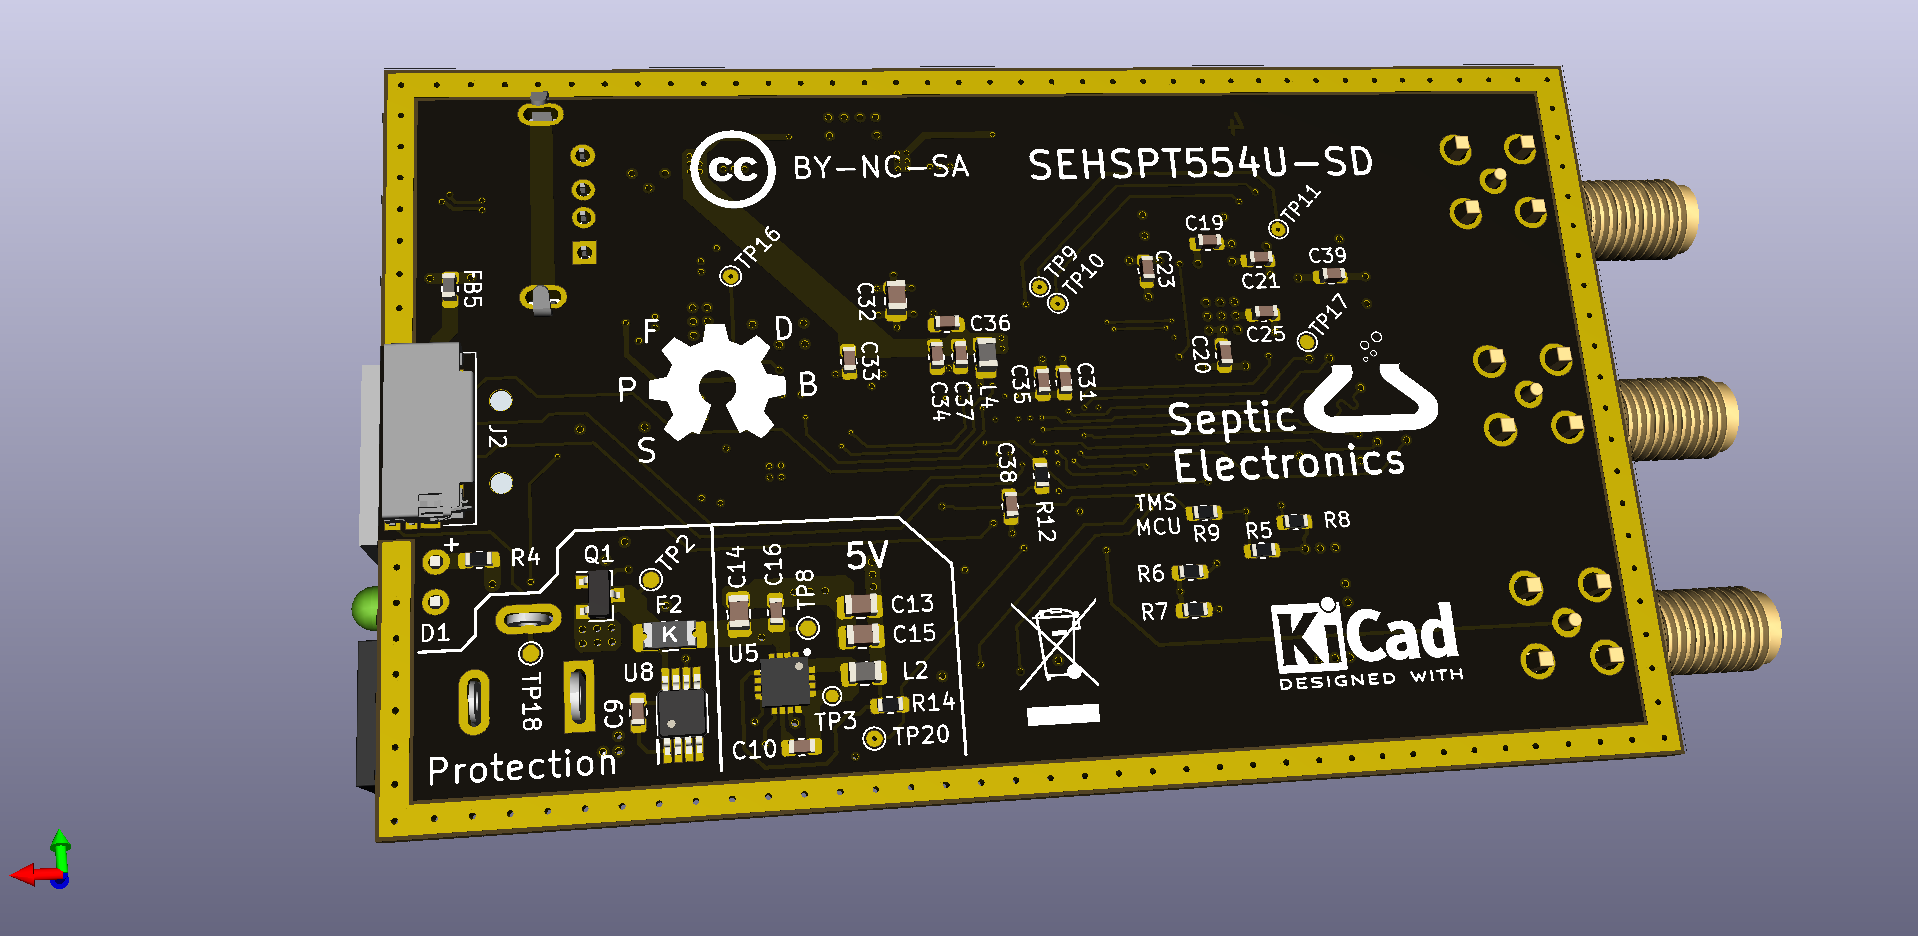 cc BY-NC-SA
SEHSPT554U-SD
TP11
C19
TP16
TP9
TP10
C23
C21
C39
FB5
C32
TP17
C36
C25
F
D
C33
C20
P
B
C34
C37
L4
C35
C31
J2
S
Septic
Electronics
C38
R12
TMS
MCU
R9
R5
R8
+
R4
Q1
TP2
C14
C16
TP8
5V
R6
F2
C13
R7
D1
K
C15
U5
KiCad
DESIGNED WITH
U8
L2
TP18
C9
TP3
R14
C10
TP20
Protection